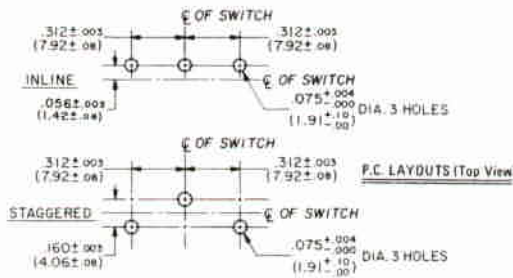 ℄ OF SWITCH
.312±.003 .312±.003
(7.92±.08) (7.92±.08)
INLINE
℄ OF SWITCH
.056±.003
(1.42±.08)
.075+.004 -.000
(1.91+.10 -.00)
DIA. 3 HOLES
℄ OF SWITCH
.312±.003 .312±.003
(7.92±.08) (7.92±.08)
P.C. LAYOUTS (Top View
STAGGERED
℄ OF SWITCH
.160±.003
(4.06±.08)
.075+.004 -.000
(1.91+.10 -.00)
DIA. 3 HOLES